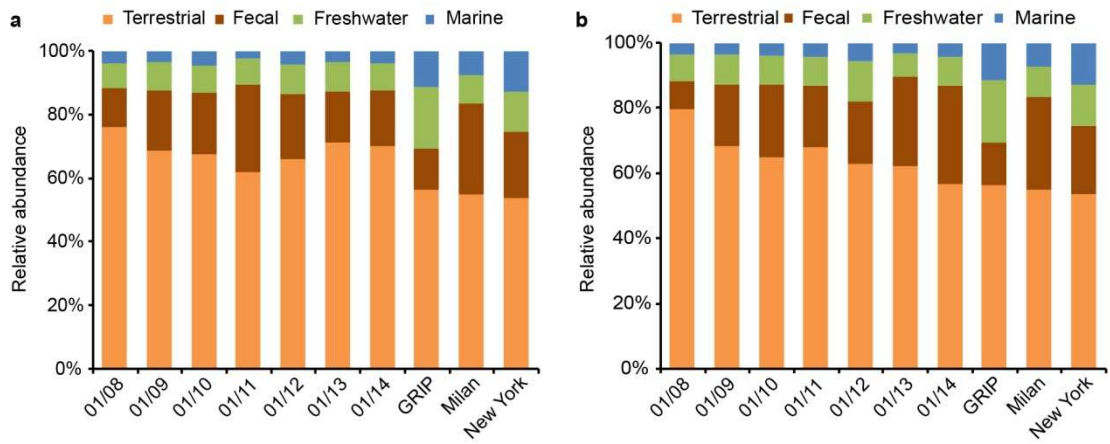 a
Terrestrial Fecal Freshwater Marine
100%
80%
60%
40%
20%
0%
Relative abundance
01/08 01/09 01/10 01/11 01/12 01/13 01/14 GRIP Milan New York
b
Terrestrial Fecal Freshwater Marine
100%
80%
60%
40%
20%
0%
Relative abundance
01/08 01/09 01/10 01/11 01/12 01/13 01/14 GRIP Milan New York